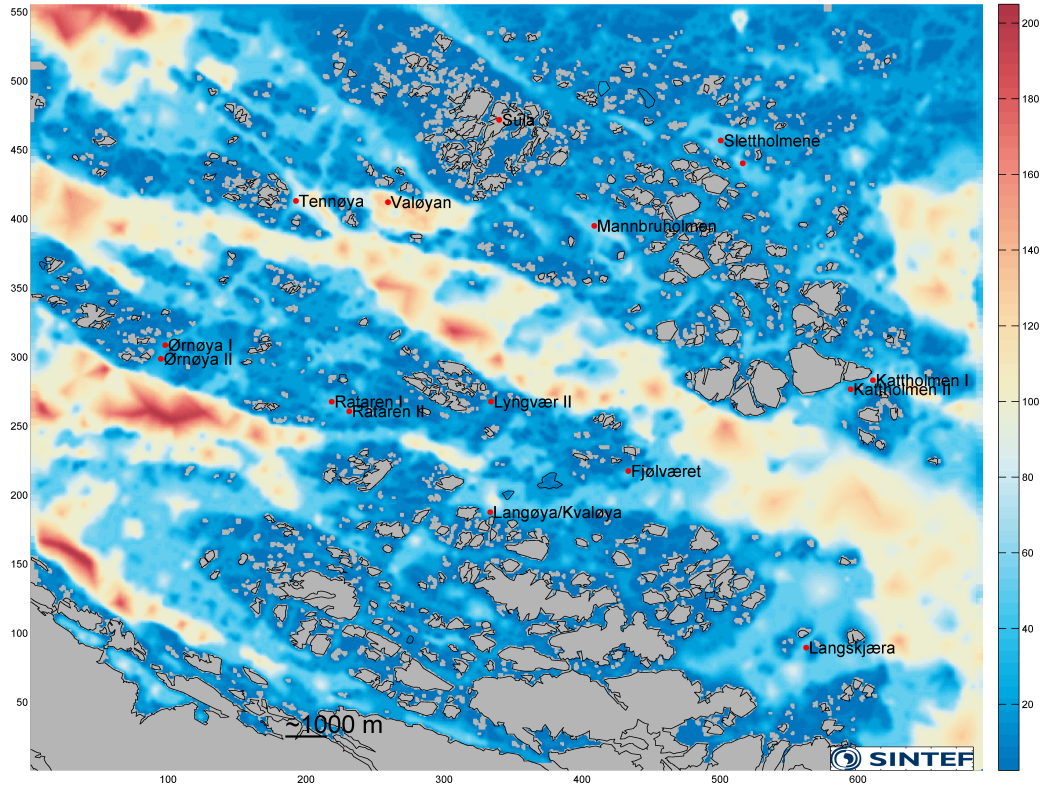 550
500
450
400
350
300
250
200
150
100
50
100
200
300
400
500
600
200
180
160
140
120
100
80
60
40
20
Sula
Slettholmene
Tennøya
Valøyan
Mannbruholmen
Ørnøya I
Ørnøya II
Kattholmen I
Kattholmen II
Rataren I
Rataren II
Lyngvær II
Fjølværet
Langøya/Kvaløya
Langskjæra
~1000 m
SINTEF